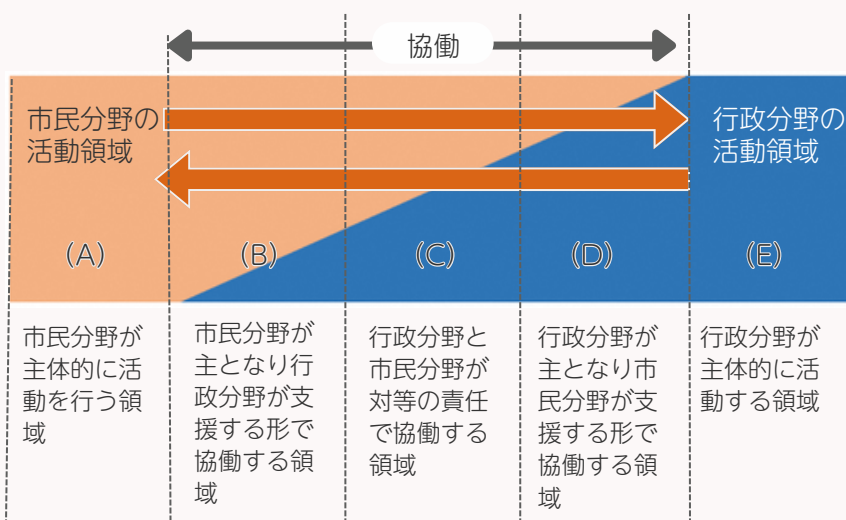 協働
市民分野の
活動領域
行政分野の
活動領域
(A)
(B)
(C)
(D)
(E)
市民分野が
主体的に活
動を行う領
域
市民分野が
主となり行
政分野が支
援する形で
協働する領
域
行政分野と
市民分野が
対等の責任
で協働する
領域
行政分野が
主となり市
民分野が支
援する形で
協働する領
域
行政分野が
主体的に活
動する領域